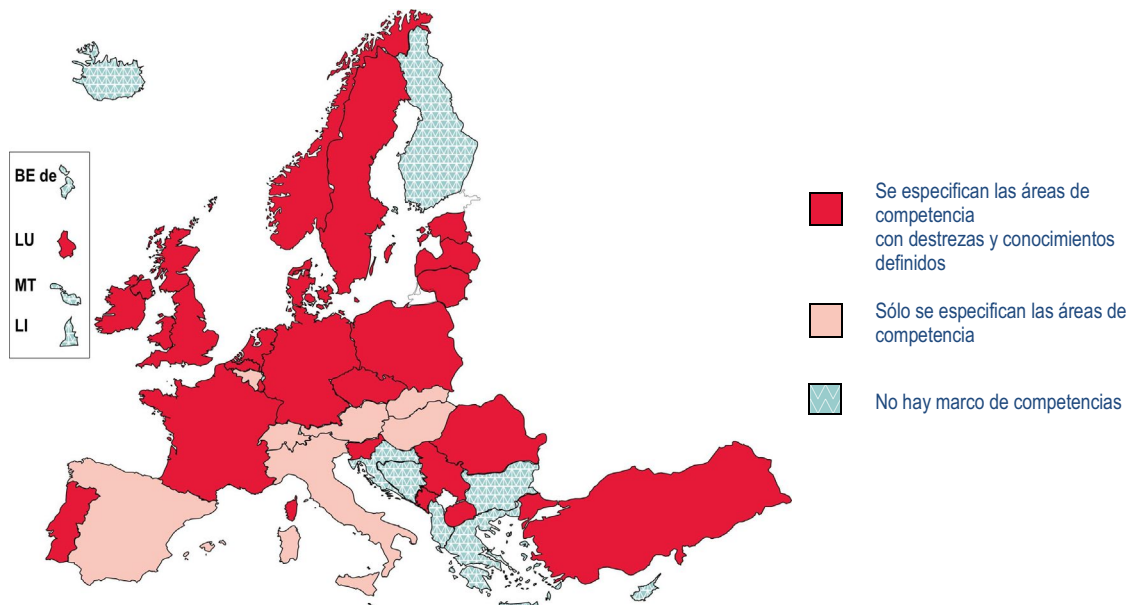 BE de
LU
MT
LI
Se especifican las áreas de
competencia
con destrezas y conocimientos
definidos
Sólo se especifican las áreas de
competencia
No hay marco de competencias